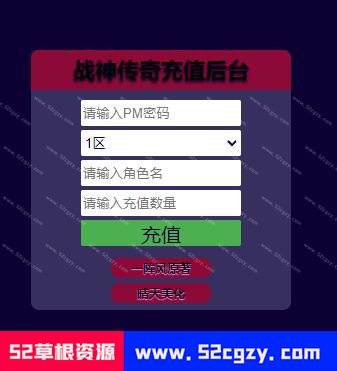 战神传奇充值后台
请输入PM密码
1区
请输入角色名
请输入充值数量
充值
一阵风原著
晴天美化
52草根资源 www.52cgzy.com